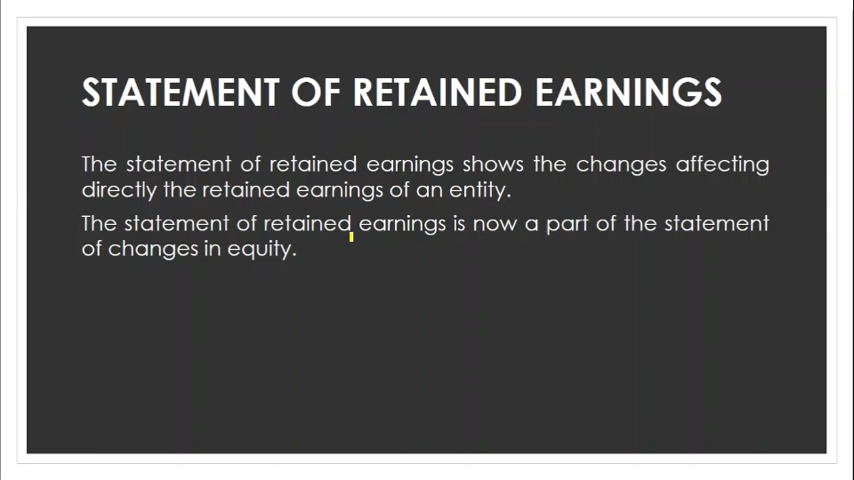 STATEMENT OF RETAINED EARNINGS
The statement of retained earnings shows the changes affecting
directly the retained earnings of an entity.
The statement of retained earnings is now a part of the statement
of changes in equity.